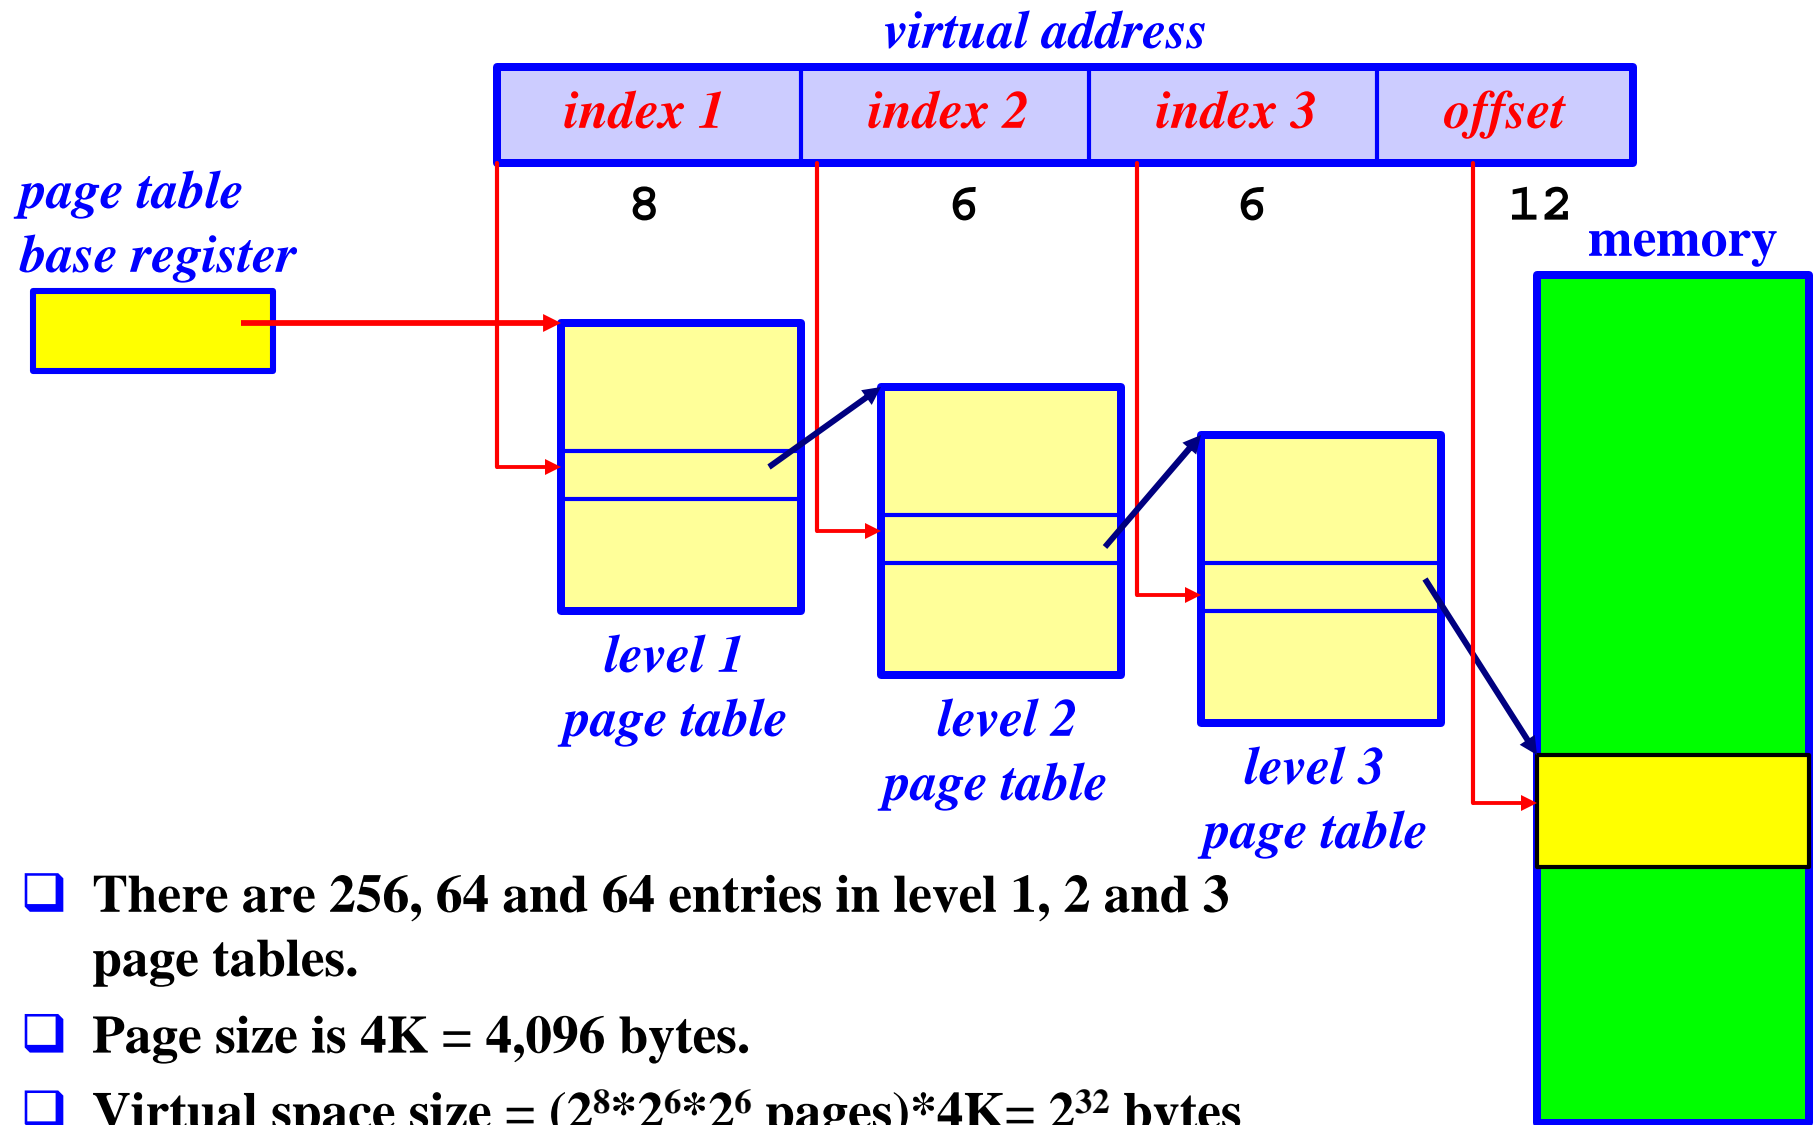 virtual address
index 1 index 2 index 3 offset
8 6 6 12
page table
base register
memory
level 1
page table
level 2
page table
level 3
page table
❑ There are 256, 64 and 64 entries in level 1, 2 and 3
page tables.
❑ Page size is 4K = 4,096 bytes.
❑ Virtual space size = (2⁸*2⁶*2⁶ pages)*4K= 2³² bytes